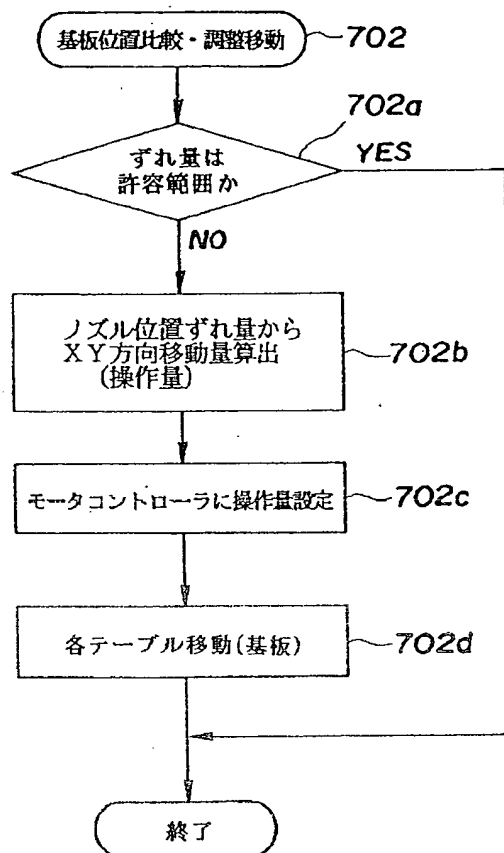 基板位置比較・調整移動
702
702a
ずれ量は
許容範囲か
YES
NO
ノズル位置ずれ量から
XY方向移動量算出
(操作量)
702b
モータコントローラに操作量設定
702c
各テーブル移動(基板)
702d
終了